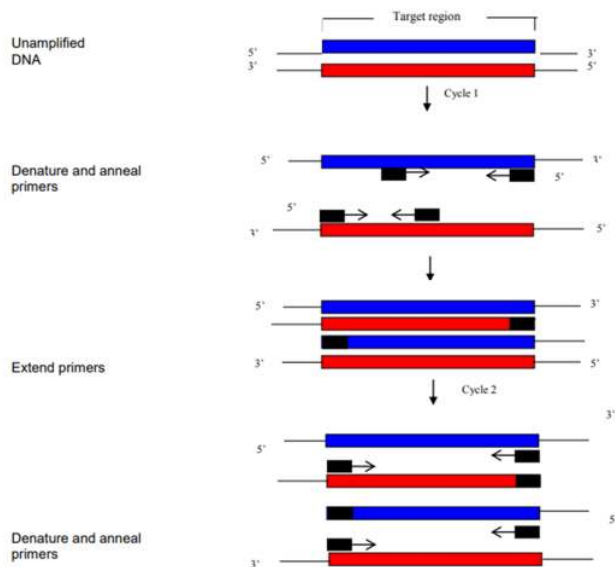 Target region
Unamplified
DNA
5’ 3’
3’ 5’
Cycle 1
Denature and anneal
primers
5’ 3’
5’
5’
3’ 5’
5’ 3’
Extend primers
3’ 5’
Cycle 2
3’
5’
5’
Denature and anneal
primers
3’